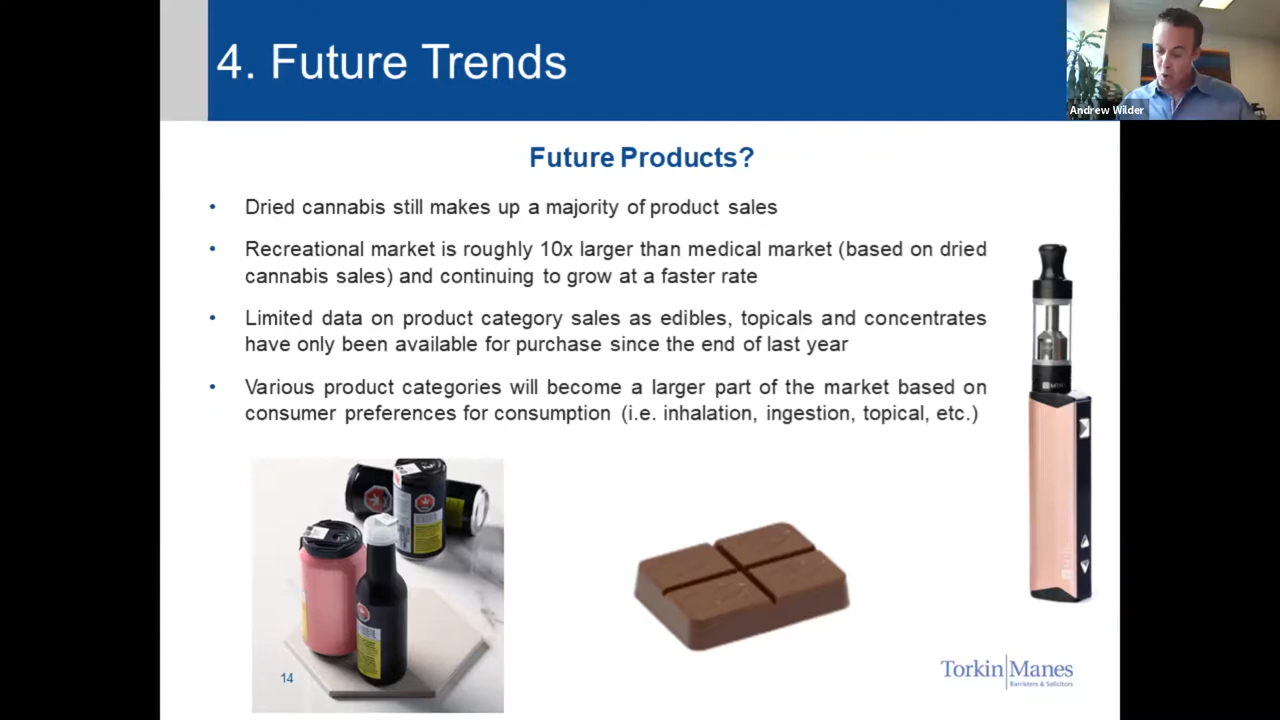 4. Future Trends
Andrew Wilder
Future Products?
• Dried cannabis still makes up a majority of product sales
• Recreational market is roughly 10x larger than medical market (based on dried
cannabis sales) and continuing to grow at a faster rate
• Limited data on product category sales as edibles, topicals and concentrates
have only been available for purchase since the end of last year
• Various product categories will become a larger part of the market based on
consumer preferences for consumption (i.e. inhalation, ingestion, topical, etc.)
14
Torkin Manes
Barristers & Solicitors